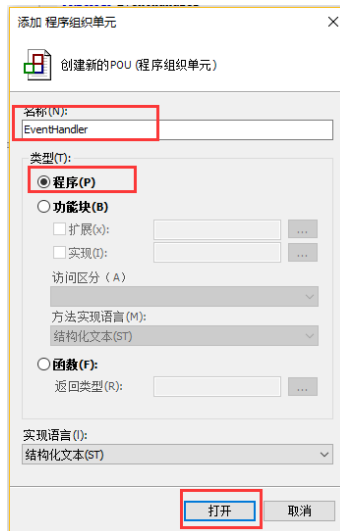 添加 程序组织单元
创建新的POU (程序组织单元)
名称(N):
EventHandler
类型(T):
程序(P)
功能块(B)
扩展(x):
...
实现(I):
...
访问区分（A）
方法实现语言(M):
结构化文本(ST)
函数(F):
返回类型(R):
...
实现语言(I):
结构化文本(ST)
打开
取消